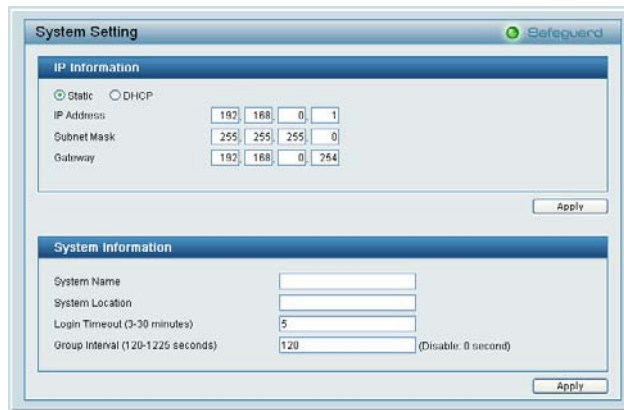 System Setting
Safeguard
IP Information
Static DHCP
IP Address 192. 168. 0. 1
Subnet Mask 255. 255. 255. 0
Gateway 192. 168. 0. 254
Apply
System Information
System Name
System Location
Login Timeout (3-30 minutes) 5
Group Interval (120-1225 seconds) 120 (Disable: 0 second)
Apply